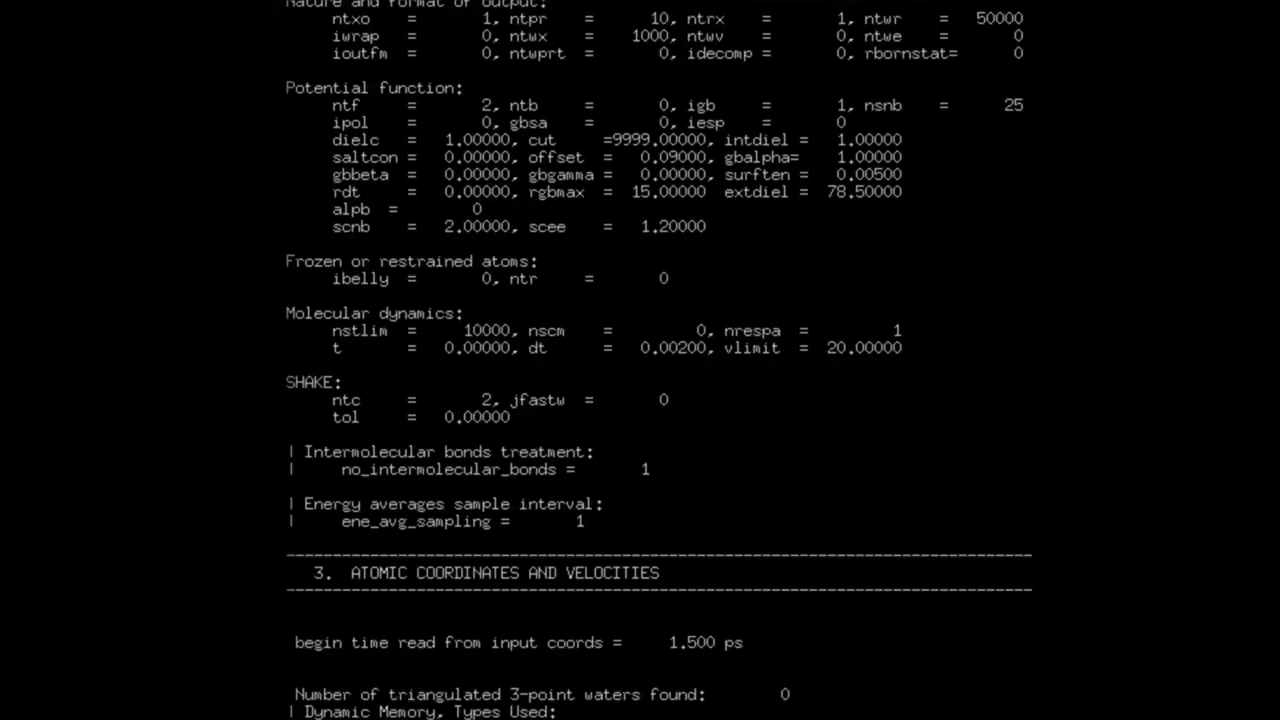 Nature and format of output:
ntxo = 1, ntpr = 10, ntrx = 1, ntwr = 50000
iwrap = 0, ntwx = 1000, ntwv = 0, ntwe = 0
ioutfm = 0, ntwprt = 0, idecomp = 0, rbornstat= 0
Potential function:
ntf = 2, ntb = 0, igb = 1, nsnb = 25
ipol = 0, gbsa = 0, iesp = 0
dielc = 1.00000, cut =9999.00000, intdiel = 1.00000
saltcon = 0.00000, offset = 0.09000, gbalpha= 1.00000
gbbeta = 0.00000, gbgamma = 0.00000, surften = 0.00500
rdt = 0.00000, rgbmax = 15.00000 extdiel = 78.50000
alpb = 0
scnb = 2.00000, scee = 1.20000
Frozen or restrained atoms:
ibelly = 0, ntr = 0
Molecular dynamics:
nstlim = 10000, nscm = 0, nrespa = 1
t = 0.00000, dt = 0.00200, vlimit = 20.00000
SHAKE:
ntc = 2, jfastw = 0
tol = 0.00000
| Intermolecular bonds treatment:
| no_intermolecular_bonds = 1
| Energy averages sample interval:
| ene_avg_sampling = 1
--------------------------------------------------------------------------------
3. ATOMIC COORDINATES AND VELOCITIES
--------------------------------------------------------------------------------
begin time read from input coords = 1.500 ps
Number of triangulated 3-point waters found: 0
| Dynamic Memory, Types Used: